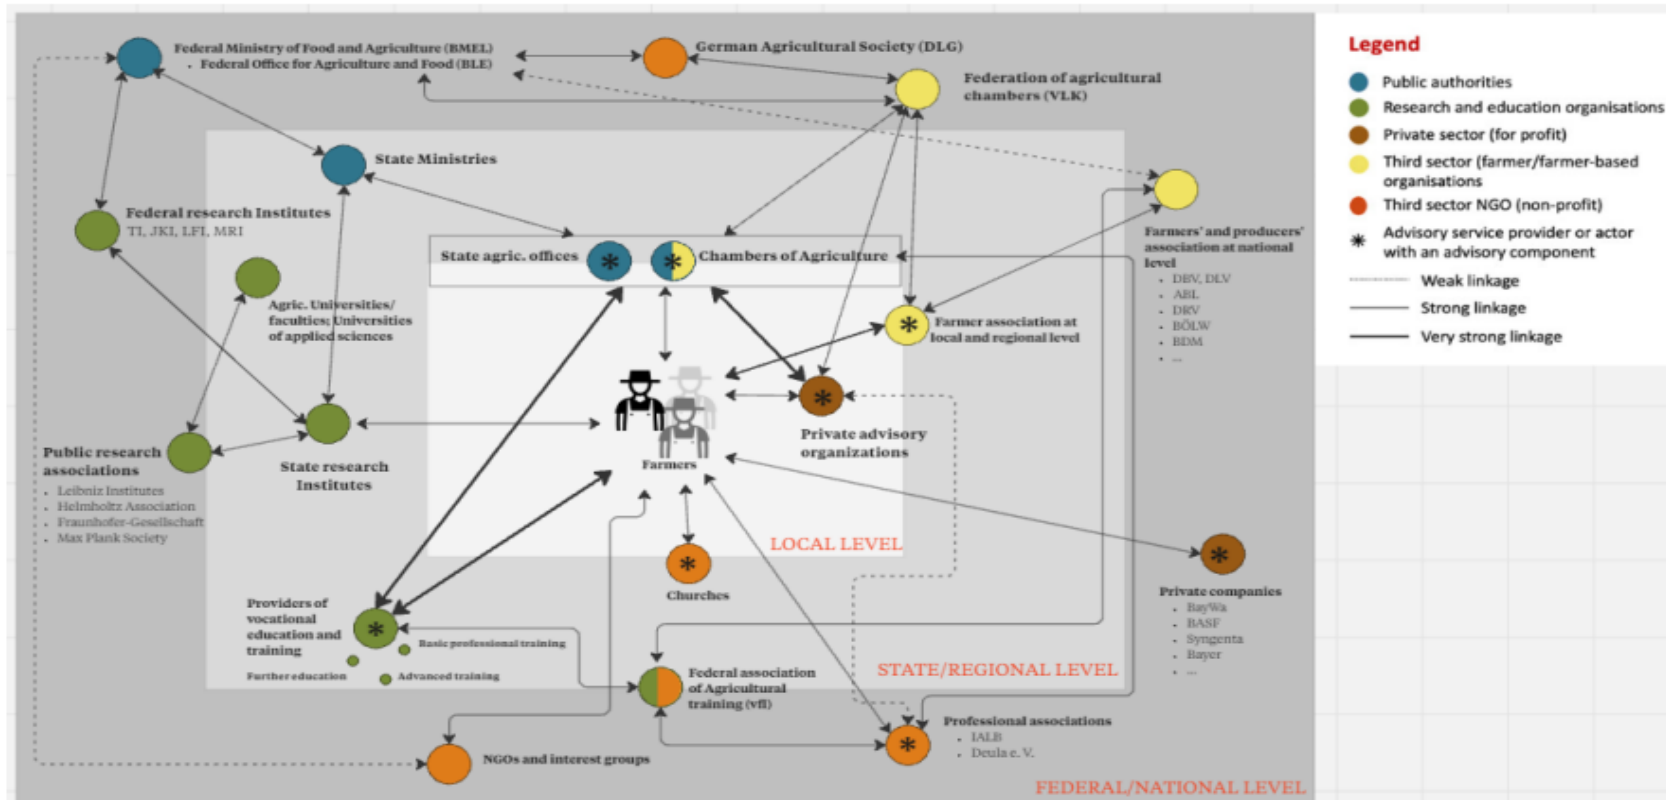 Federal Ministry of Food and Agriculture (BMEL)
• Federal Office for Agriculture and Food (BLE)
German Agricultural Society (DLG)
Federation of agricultural
chambers (VLK)
State Ministries
Federal research Institutes
TI, JKI, LFI, MRI
State agric. offices
Chambers of Agriculture
Farmers' and producers'
association at national
level
• DBV, DLV
• ABL
• DRV
• BÖLW
• BDM
• ...
Agric. Universities/
faculties; Universities
of applied sciences
Farmer association at
local and regional level
Private advisory
organizations
Farmers
Public research
associations
• Leibniz Institutes
• Helmholtz Association
• Fraunhofer-Gesellschaft
• Max Plank Society
State research
Institutes
LOCAL LEVEL
Churches
Private companies
• BayWa
• BASF
• Syngenta
• Bayer
• ...
Providers of
vocational
education and
training
Basic professional training
Further education
Advanced training
STATE/REGIONAL LEVEL
Federal association
of Agricultural
training (vfl)
Professional associations
• IALB
• Deula e. V.
NGOs and interest groups
FEDERAL/NATIONAL LEVEL
Legend
Public authorities
Research and education organisations
Private sector (for profit)
Third sector (farmer/farmer-based
organisations
Third sector NGO (non-profit)
* Advisory service provider or actor
with an advisory component
Weak linkage
Strong linkage
Very strong linkage